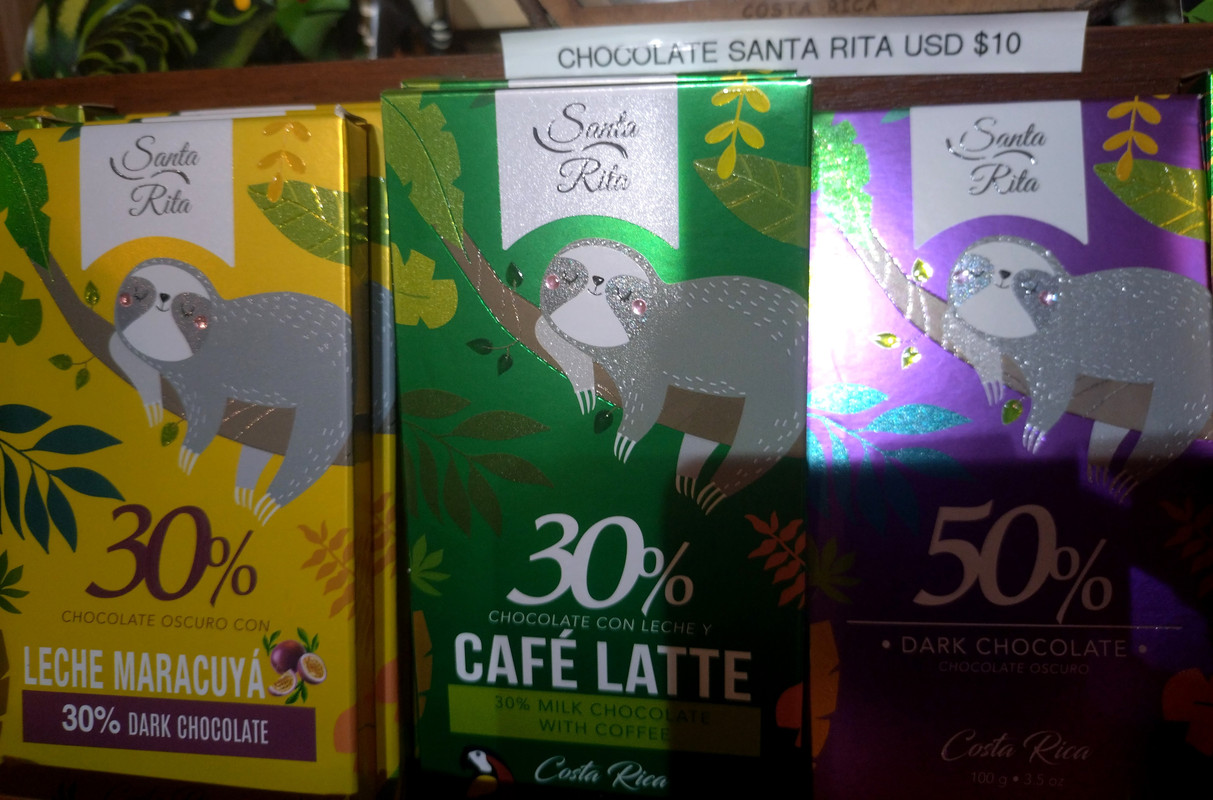 COSTA RICA
CHOCOLATE SANTA RITA USD $10
Santa
Rita
30%
CHOCOLATE OSCURO CON
LECHE MARACUYÁ
30% DARK CHOCOLATE
Santa
Rita
30%
CHOCOLATE CON LECHE Y
CAFÉ LATTE
30% MILK CHOCOLATE
WITH COFFEE
Costa Rica
Santa
Rita
50%
• DARK CHOCOLATE •
CHOCOLATE OSCURO
Costa Rica
100 g • 3.5 oz